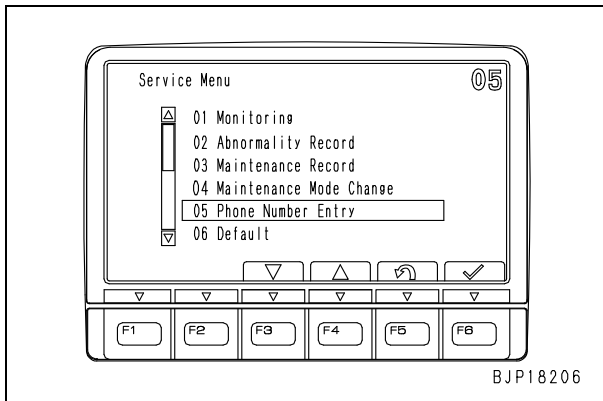 Service Menu 05
01 Monitoring
02 Abnormality Record
03 Maintenance Record
04 Maintenance Mode Change
05 Phone Number Entry
06 Default
F1 F2 F3 F4 F5 F6
BJP18206